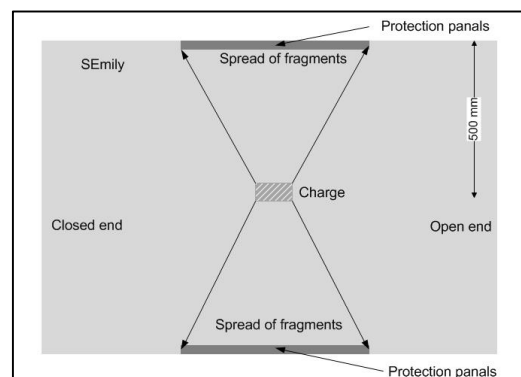 Protection panals
SEmily
Spread of fragments
500 mm
Charge
Closed end
Open end
Spread of fragments
Protection panals